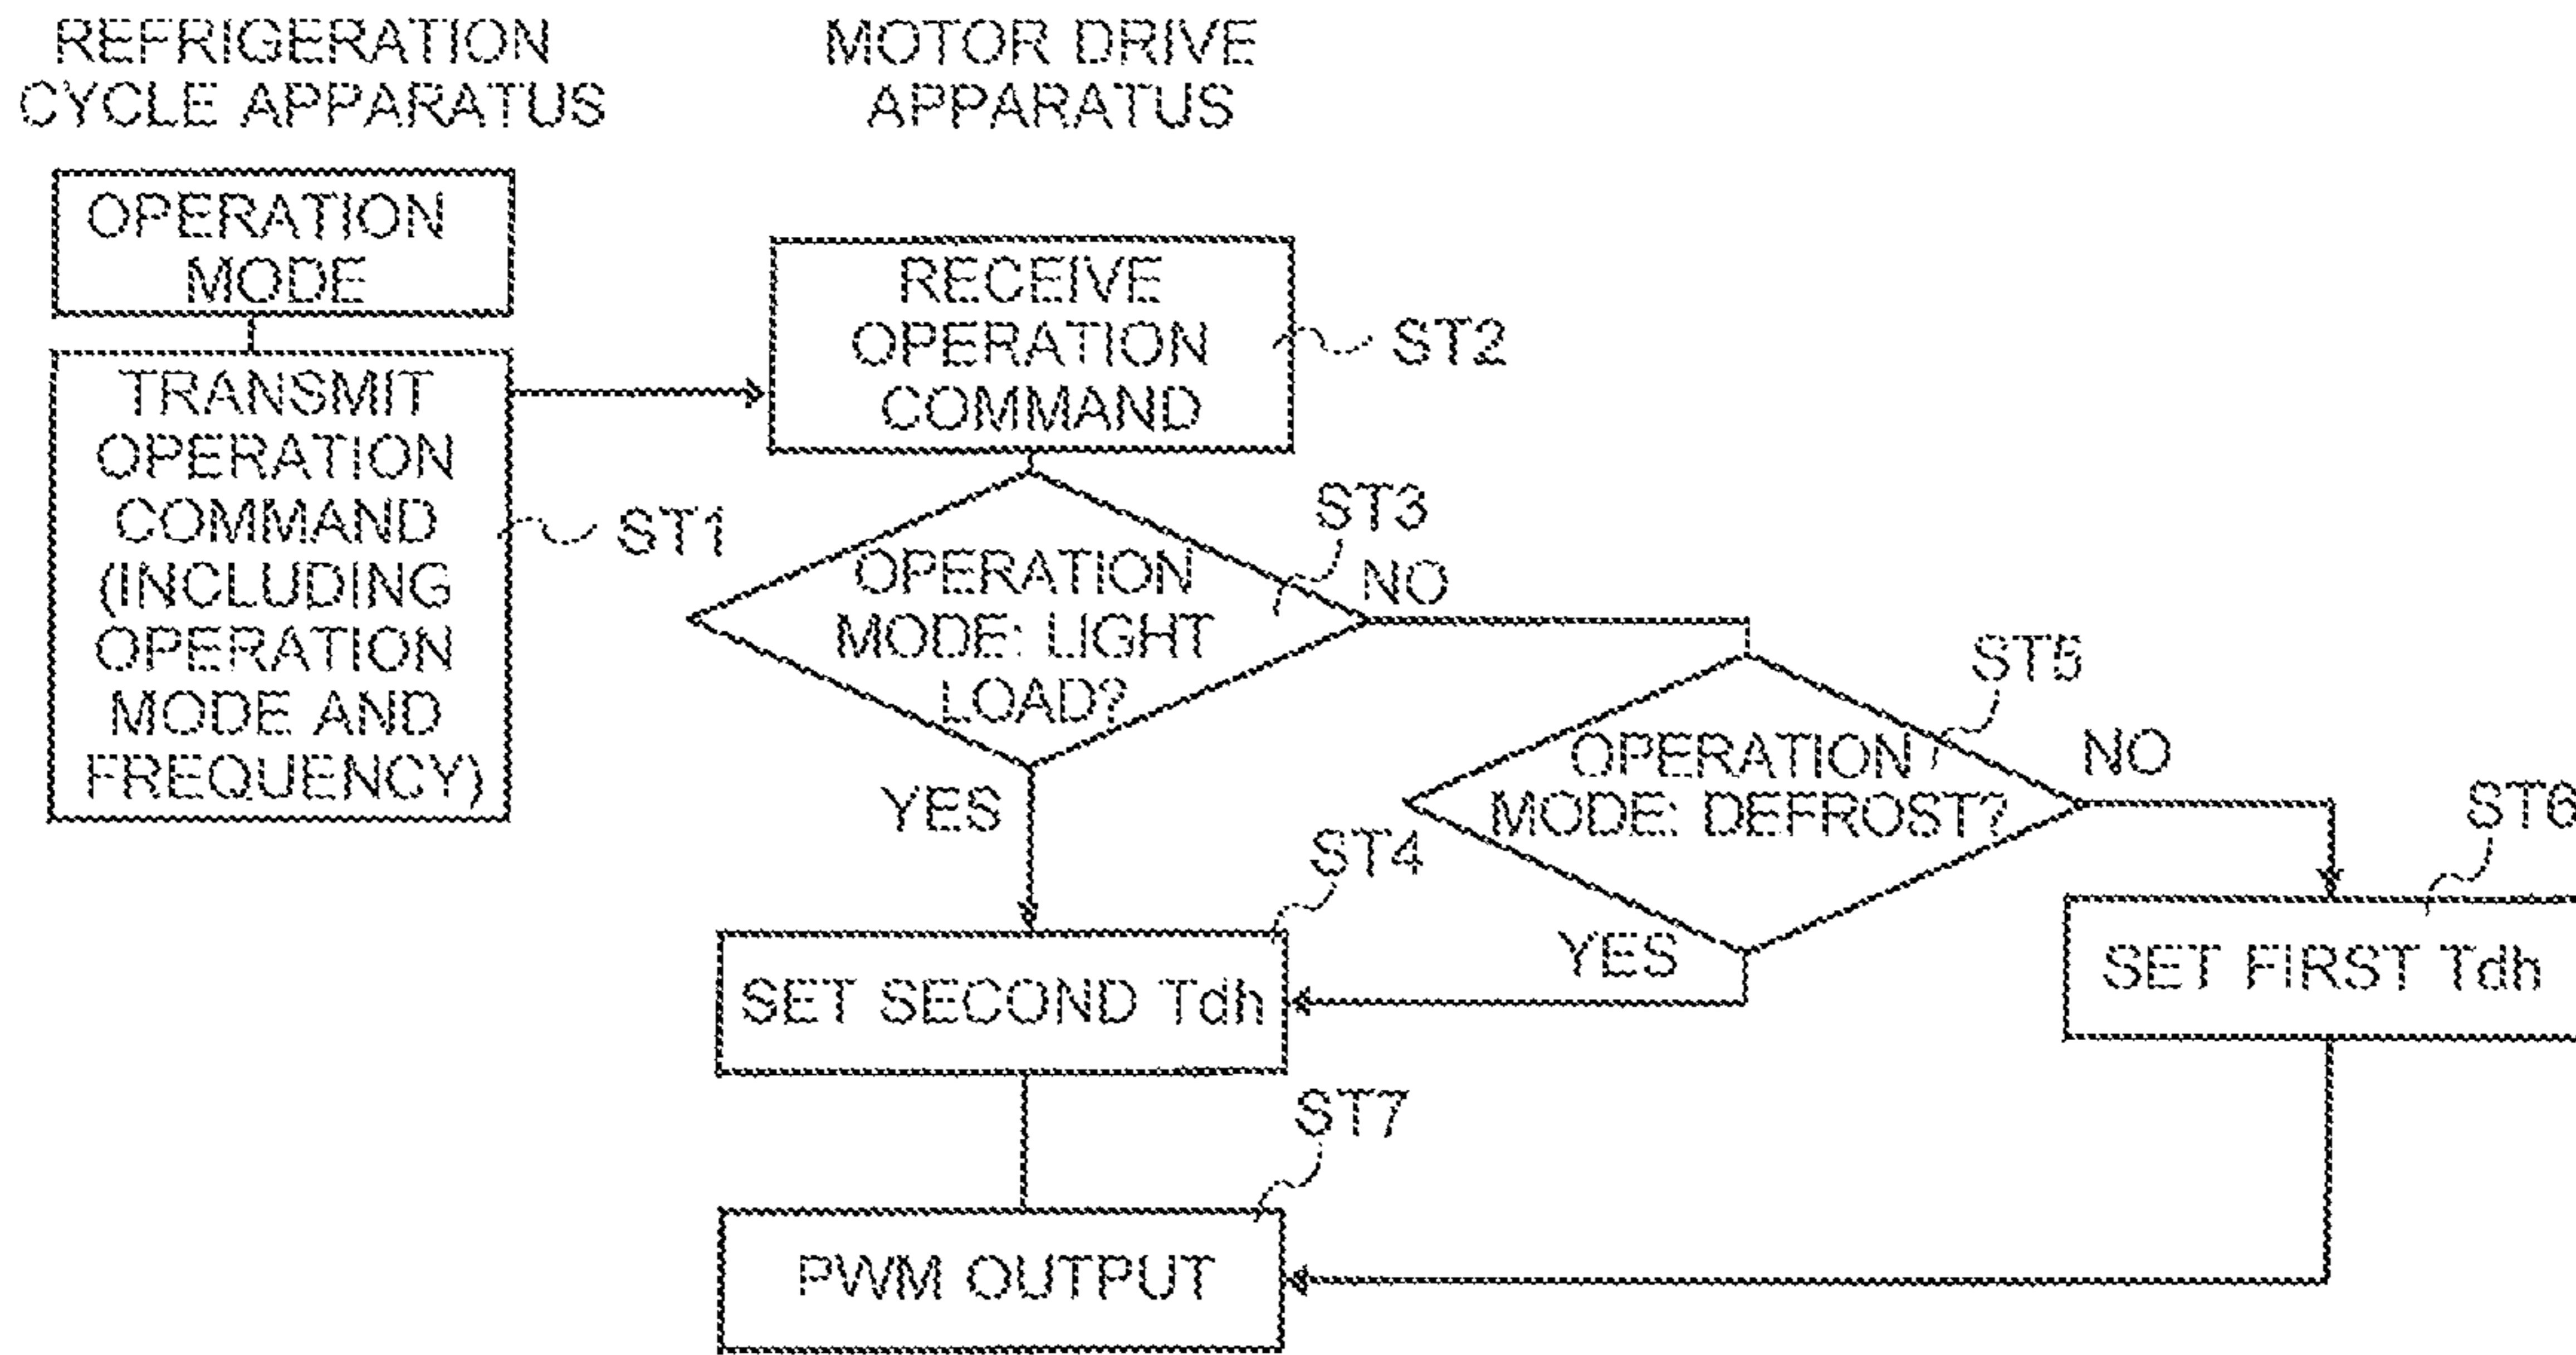 REFRIGERATION
CYCLE APPARATUS
MOTOR DRIVE
APPARATUS
OPERATION
MODE
TRANSMIT
OPERATION
COMMAND
(INCLUDING
OPERATION
MODE AND
FREQUENCY)
ST1
RECEIVE
OPERATION
COMMAND
ST2
OPERATION
MODE: LIGHT
LOAD?
ST3
NO
YES
OPERATION
MODE: DEFROST?
ST5
NO
YES
SET SECOND Tdh
ST4
SET FIRST Tdh
ST6
PWM OUTPUT
ST7